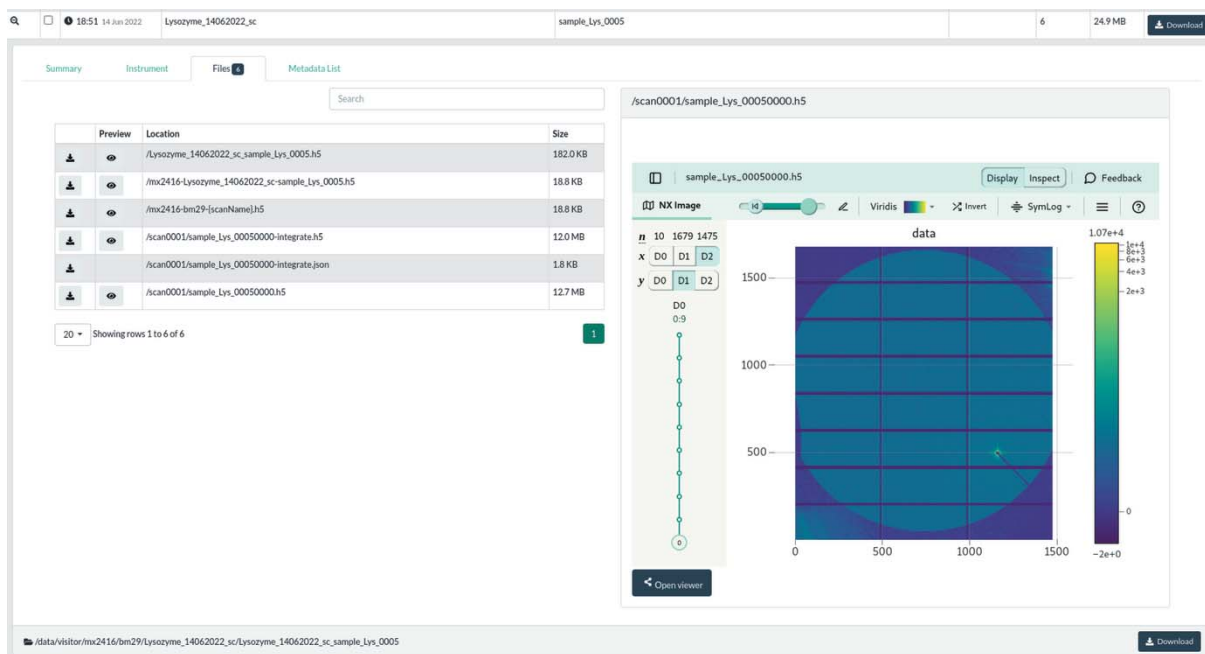 18:51 14 Jun 2022 Lysozyme_14062022_sc sample_Lys_0005 6 24.9 MB Download
Summary Instrument Files 6 Metadata List
Search
Preview Location Size
/Lysozyme_14062022_sc_sample_Lys_0005.h5 182.0 KB
/mx2416-Lysozyme_14062022_sc-sample_Lys_0005.h5 18.8 KB
/mx2416-bm29-{scanName}.h5 18.8 KB
/scan0001/sample_Lys_00050000-integrate.h5 12.0 MB
/scan0001/sample_Lys_00050000-integrate.json 1.8 KB
/scan0001/sample_Lys_00050000.h5 12.7 MB
20 Showing rows 1 to 6 of 6 1
/scan0001/sample_Lys_00050000.h5
sample_Lys_00050000.h5 Display Inspect Feedback
NX Image Viridis Invert SymLog
n 10 1679 1475
x D0 D1 D2
y D0 D1 D2
D0
0:9
0
data
1500
1000
500
0 500 1000 1500
1.07e+4
1e+4
8e+3
6e+3
4e+3
2e+3
0
−2e+0
Open viewer
/data/visitor/mx2416/bm29/Lysozyme_14062022_sc/Lysozyme_14062022_sc_sample_Lys_0005 Download